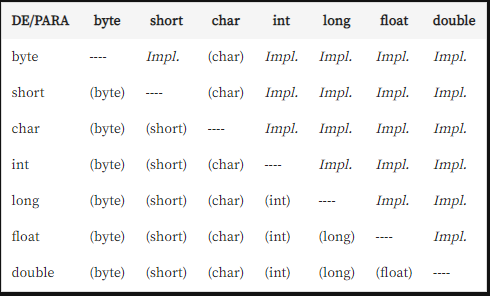 DE/PARA byte short char int long float double
byte ---- Impl. (char) Impl. Impl. Impl. Impl.
short (byte) ---- (char) Impl. Impl. Impl. Impl.
char (byte) (short) ---- Impl. Impl. Impl. Impl.
int (byte) (short) (char) ---- Impl. Impl. Impl.
long (byte) (short) (char) (int) ---- Impl. Impl.
float (byte) (short) (char) (int) (long) ---- Impl.
double (byte) (short) (char) (int) (long) (float) ----